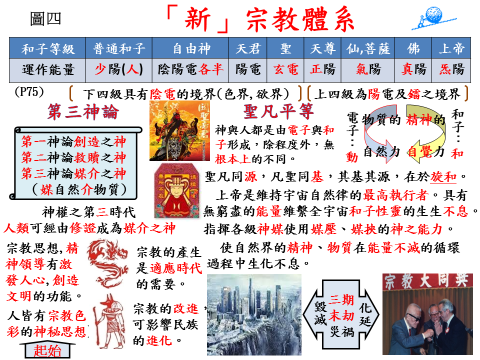 圖四
「新」宗教體系
和子等級 普通和子 自由神 天君 聖 天尊 仙,菩薩 佛 上帝
運作能量 少陽(人) 陰陽電各半 陽電 玄電 正陽 氣陽 真陽 炁陽
(P75) 〔 下四級具有陰電的境界(色界,欲界) 〕 〔 上四級為陽電及鐳之境界 〕
第三神論
第一神論創造之神
第二神論救贖之神
第三神論媒介之神
(媒自然介物質)
神權之第三時代
人類可經由修證成為媒介之神
聖凡平等
神與人都是由電子與和
子形成,除程度外,無
根本上的不同。
電子:動
物質的 精神的
自然力 自覺力
和子:和
聖凡同源,凡聖同基,其基其源,在於旋和。
上帝是維持宇宙自然律的最高執行者。具有
無窮盡的能量維繫全宇宙和子性靈的生生不息。
指揮各級神媒使用媒壓、媒挾的神之能力。
使自然界的精神、物質在能量不減的循環
過程中生化不息。
宗教思想,精
神領導有激
發人心,創造
文明的功能。
人皆有宗教色
彩的神秘思想
起始
宗教的產生
是適應時代
的需要。
宗教的改進,
可影響民族
的進化。
毀滅
三期
末劫
災禍
化延
宗教大同與